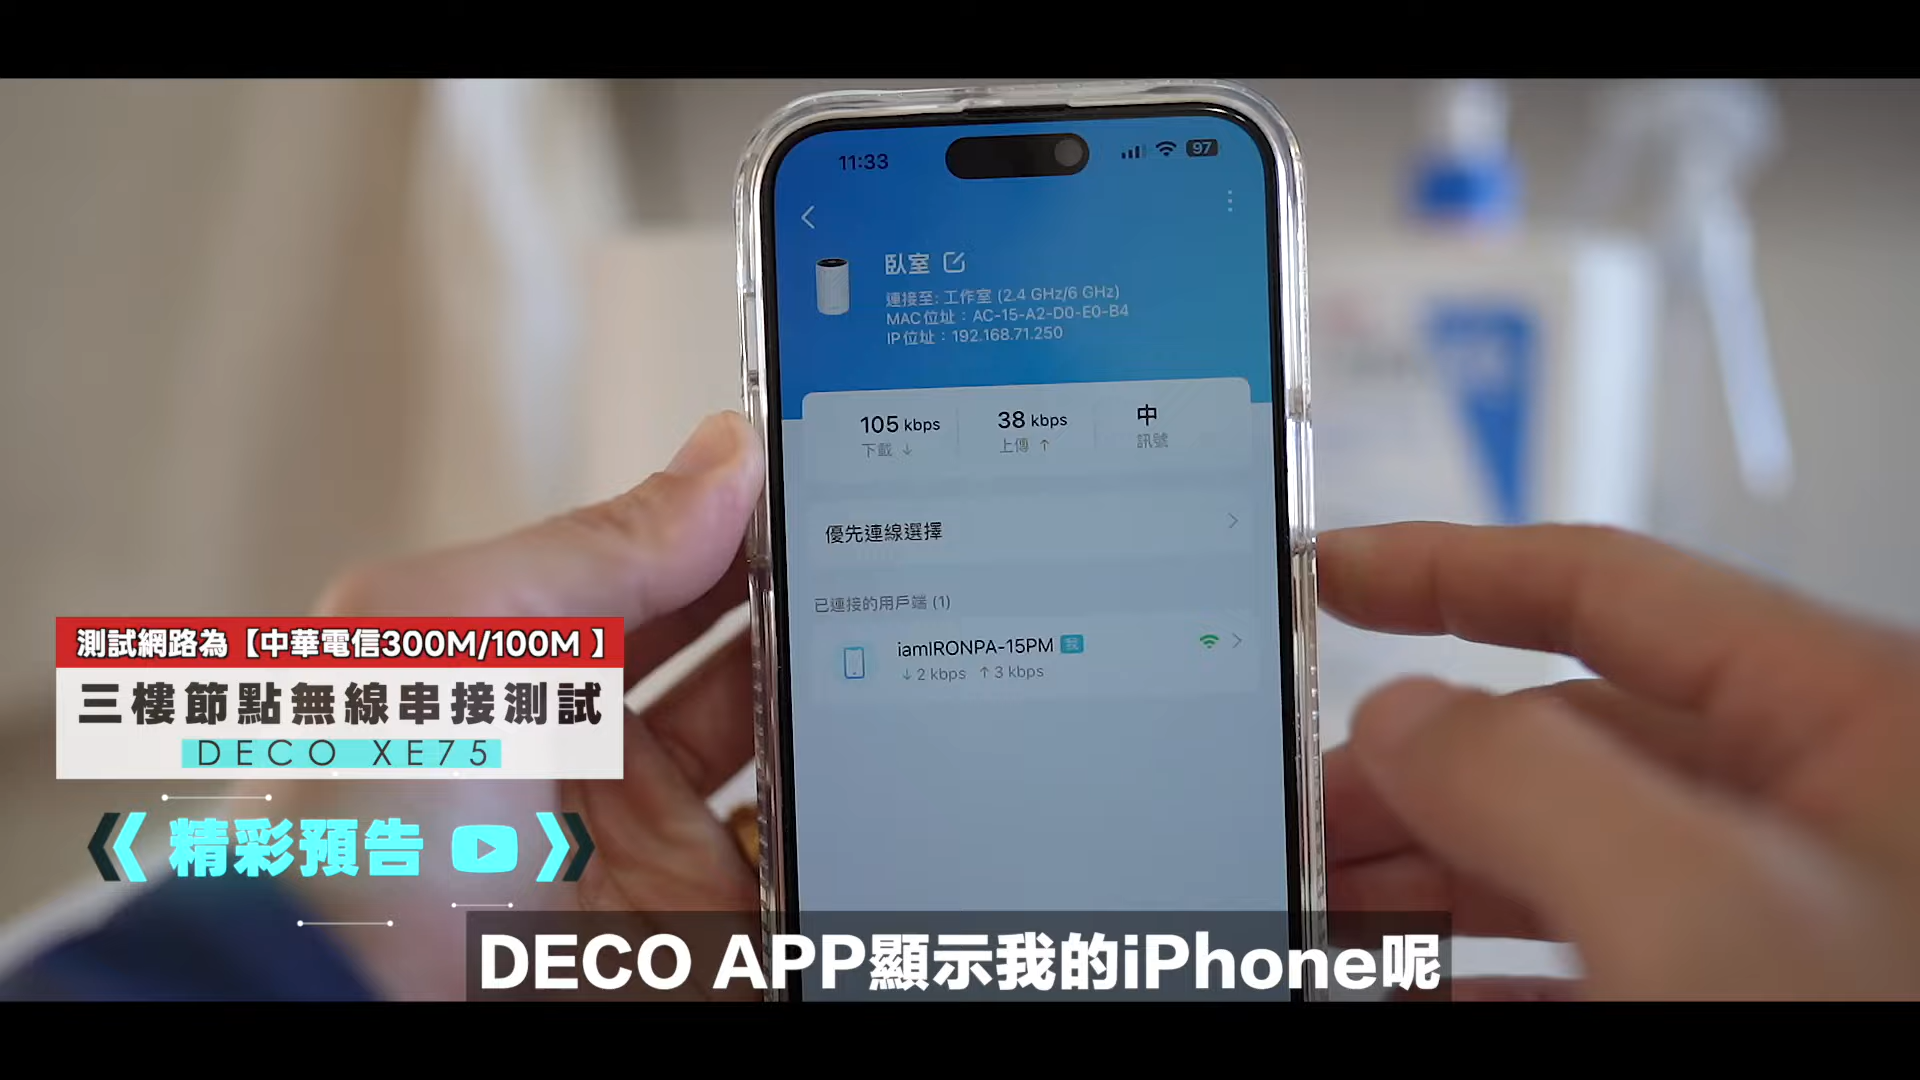 11:33
97
臥室
連接至: 工作室 (2.4 GHz/6 GHz)
MAC位址：AC-15-A2-D0-E0-B4
IP位址：192.168.71.250
105 kbps
下載 ↓
38 kbps
上傳 ↑
中
訊號
優先連線選擇
已連接的用戶端 (1)
iamIRONPA-15PM 我
↓ 2 kbps ↑ 3 kbps
測試網路為【中華電信300M/100M 】
三樓節點無線串接測試
DECO XE75
《 精彩預告 》
DECO APP顯示我的iPhone呢